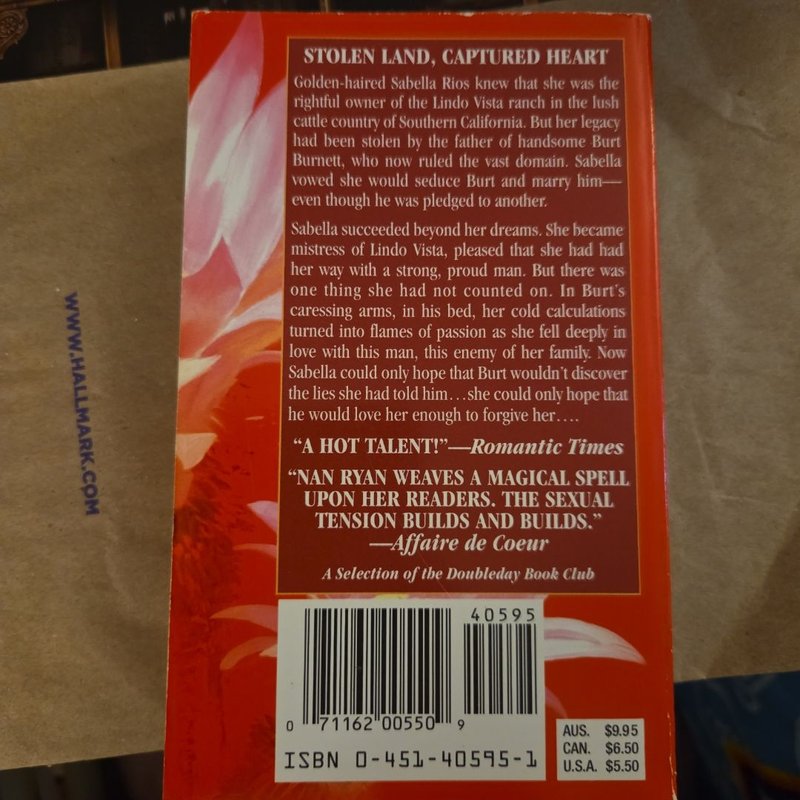 STOLEN LAND, CAPTURED HEART
Golden-haired Sabella Rios knew that she was the
rightful owner of the Lindo Vista ranch in the lush
cattle country of Southern California. But her legacy
had been stolen by the father of handsome Burt
Burnett, who now ruled the vast domain. Sabella
vowed she would seduce Burt and marry him—
even though he was pledged to another.
Sabella succeeded beyond her dreams. She became
mistress of Lindo Vista, pleased that she had had
her way with a strong, proud man. But there was
one thing she had not counted on. In Burt's
caressing arms, in his bed, her cold calculations
turned into flames of passion as she fell deeply in
love with this man, this enemy of her family. Now
Sabella could only hope that Burt wouldn't discover
the lies she had told him...she could only hope that
he would love her enough to forgive her....
"A HOT TALENT!"—Romantic Times
"NAN RYAN WEAVES A MAGICAL SPELL
UPON HER READERS. THE SEXUAL
TENSION BUILDS AND BUILDS."
—Affaire de Coeur
A Selection of the Doubleday Book Club
40595
0 71162 00550 9
ISBN 0-451-40595-1
AUS. $9.95
CAN. $6.50
U.S.A. $5.50
WWW.HALLMARK.COM